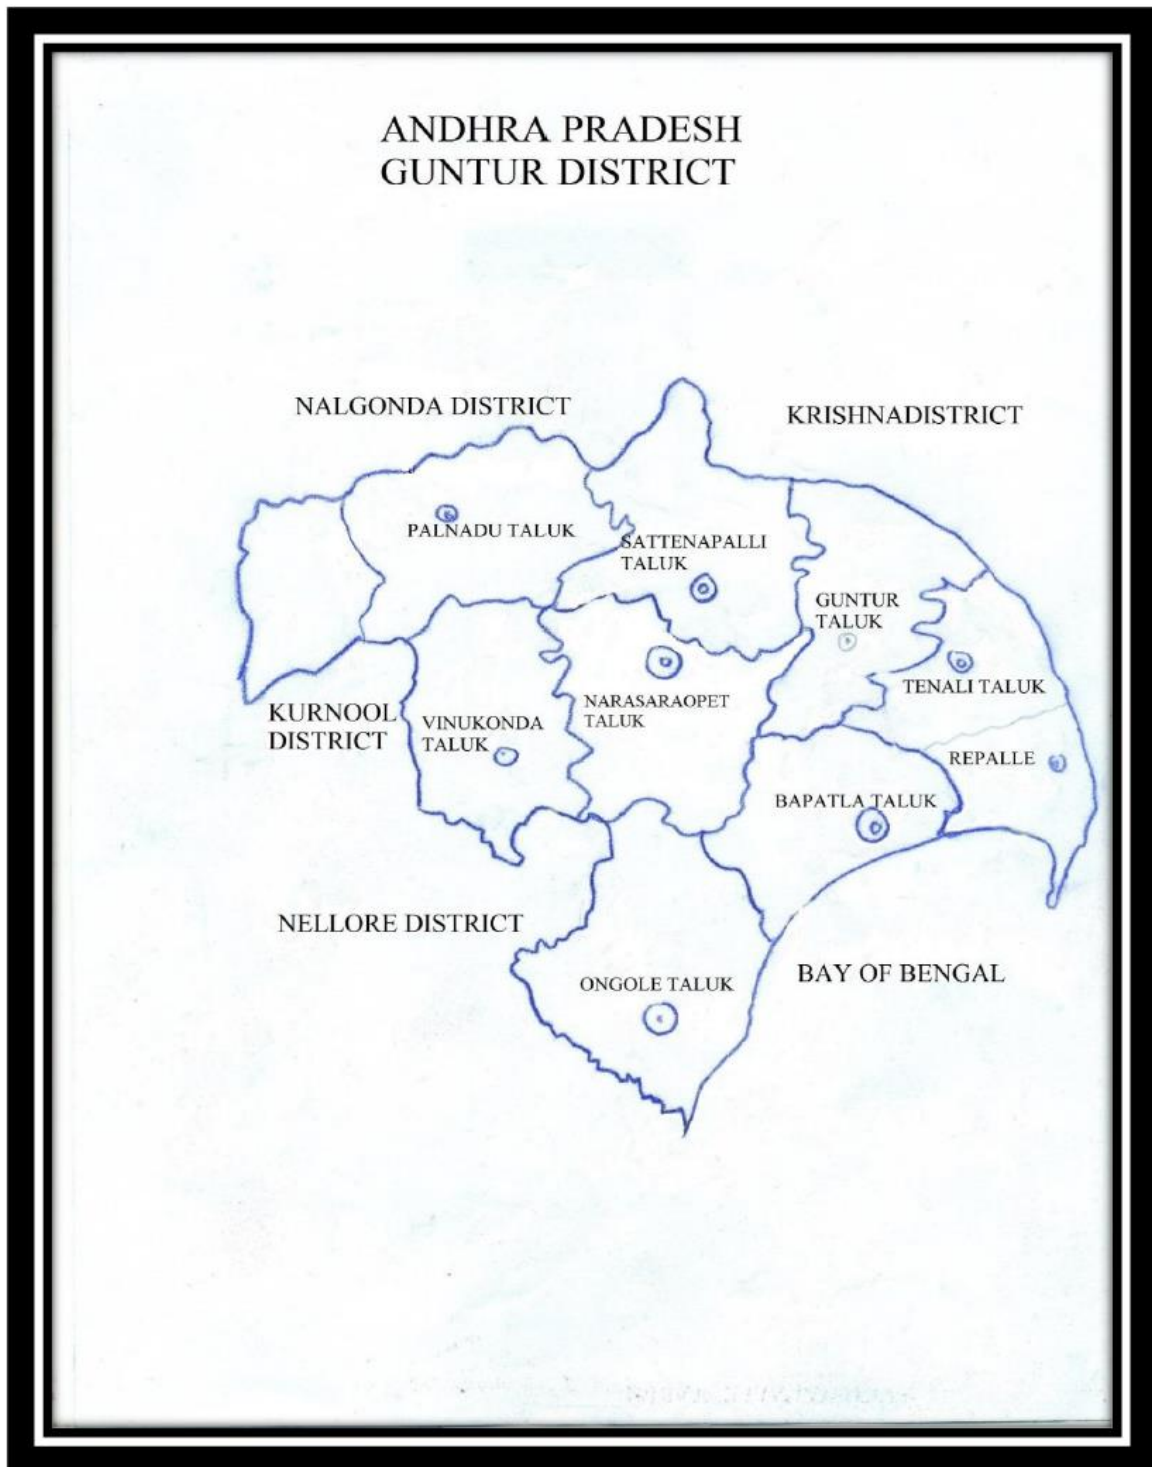 ANDHRA PRADESH
GUNTUR DISTRICT
NALGONDA DISTRICT
KRISHNADISTRICT
PALNADU TALUK
SATTENAPALLI
TALUK
GUNTUR
TALUK
TENALI TALUK
NARASARAOPET
TALUK
KURNOOL
DISTRICT
VINUKONDA
TALUK
REPALLE
BAPATLA TALUK
NELLORE DISTRICT
BAY OF BENGAL
ONGOLE TALUK